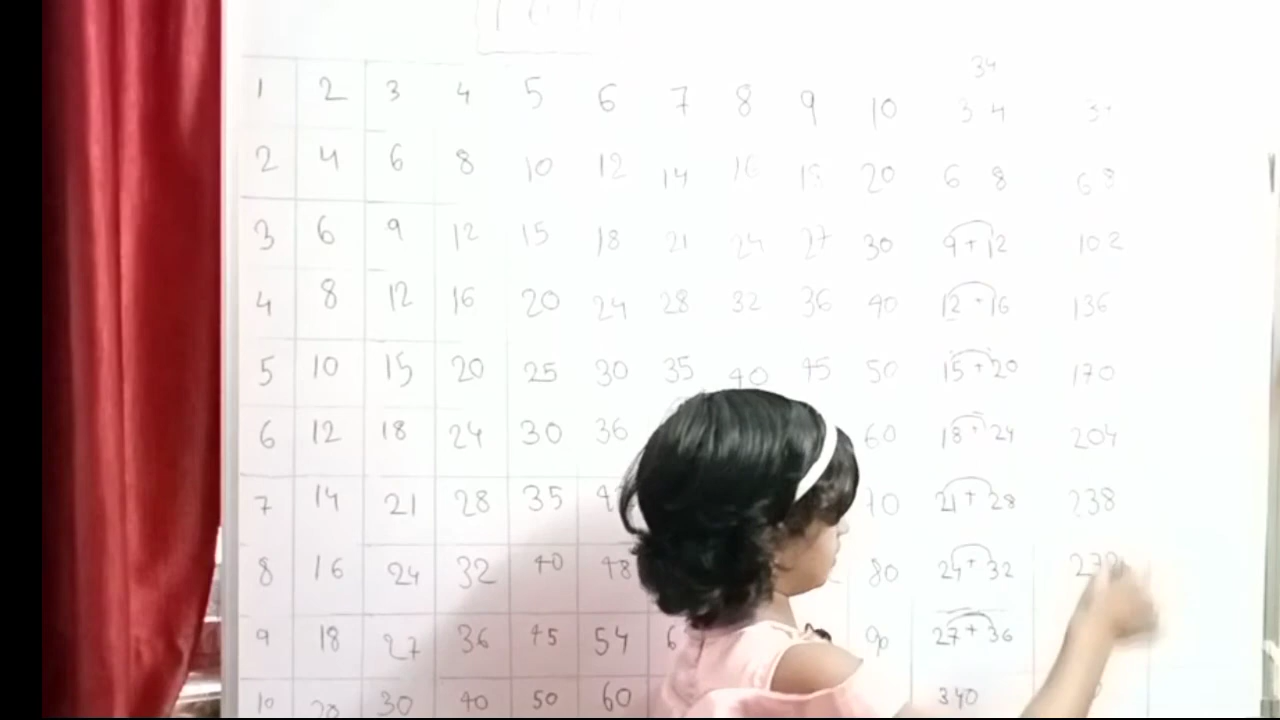 34
1 2 3 4 5 6 7 8 9 10 3 4 34
2 4 6 8 10 12 14 16 18 20 6 8 68
3 6 9 12 15 18 21 24 27 30 9+12 102
4 8 12 16 20 24 28 32 36 40 12+16 136
5 10 15 20 25 30 35 40 45 50 15+20 170
6 12 18 24 30 36 60 18+24 204
7 14 21 28 35 70 21+28 238
8 16 24 32 40 48 80 24+32
9 18 27 36 45 54 90 27+36
10 20 30 40 50 60 340